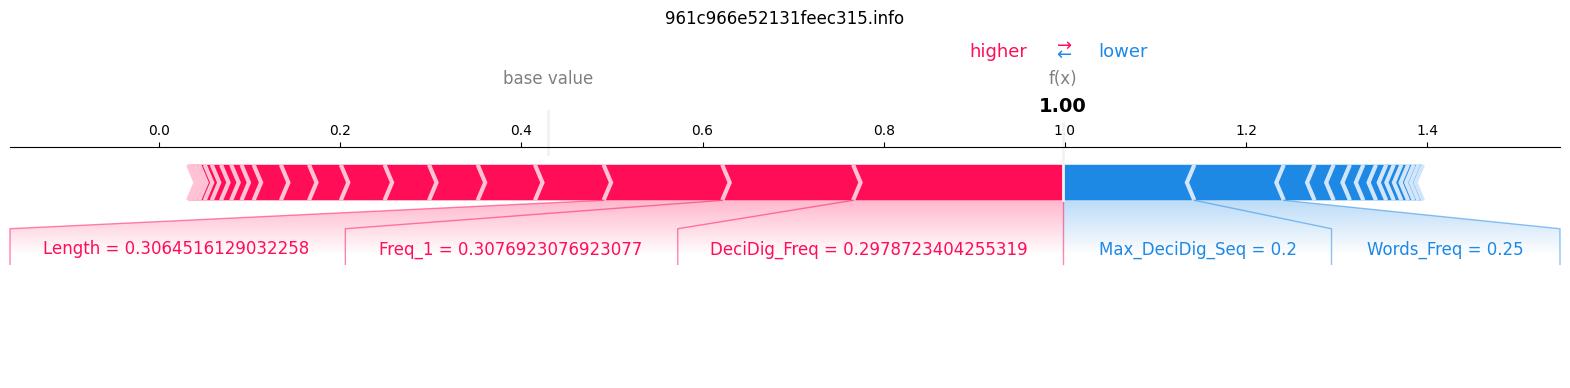 961c966e52131feec315.info
higher ⇄ lower
base value f(x)
1.00
0.0 0.2 0.4 0.6 0.8 1.0 1.2 1.4
Length = 0.3064516129032258 Freq_1 = 0.3076923076923077 DeciDig_Freq = 0.2978723404255319 Max_DeciDig_Seq = 0.2 Words_Freq = 0.25